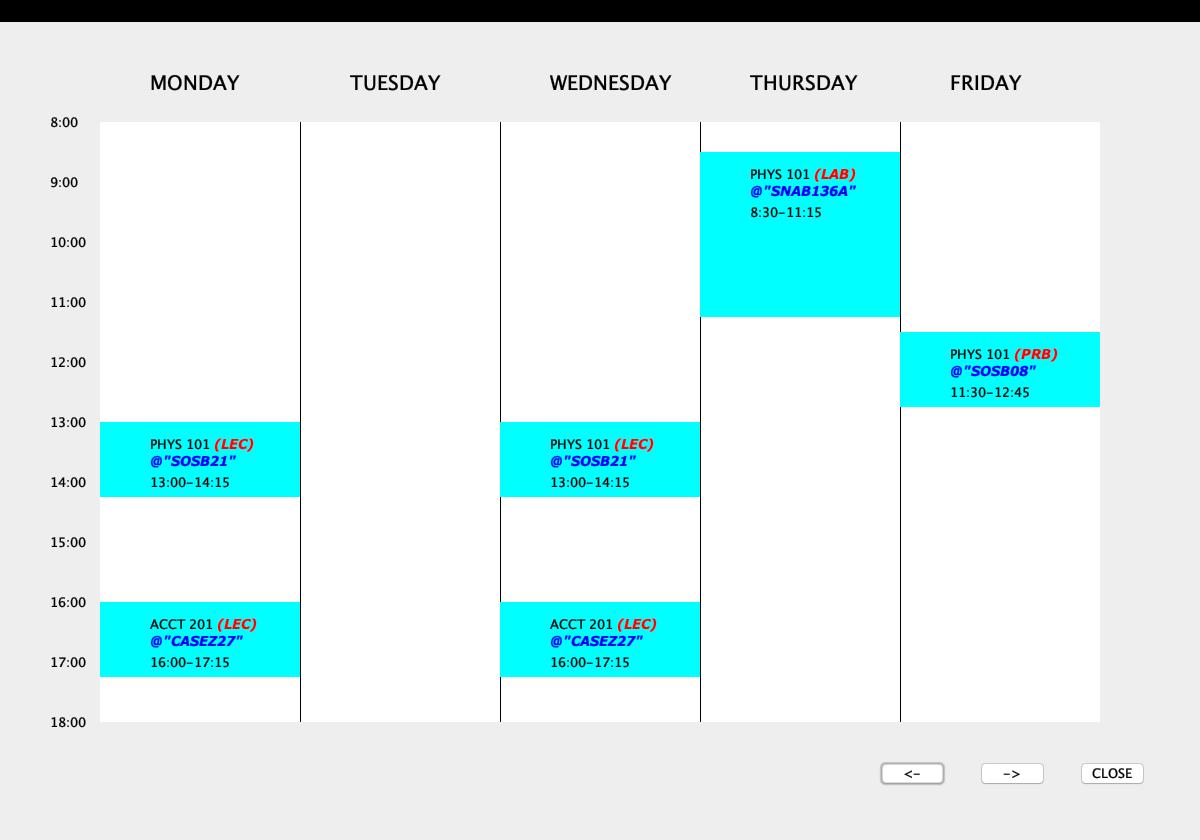 MONDAY TUESDAY WEDNESDAY THURSDAY FRIDAY
8:00
PHYS 101 (LAB)
9:00
@"SNAB136A"
8:30-11:15
10:00
11:00
PHYS 101 (PRB)
12:00
@"SOSB08"
11:30-12:45
13:00
PHYS 101 (LEC) PHYS 101 (LEC)
@"SOSB21" @"SOSB21"
14:00 13:00-14:15 13:00-14:15
15:00
16:00
ACCT 201 (LEC) ACCT 201 (LEC)
@"CASEZ27" @"CASEZ27"
17:00 16:00-17:15 16:00-17:15
18:00
<- -> CLOSE